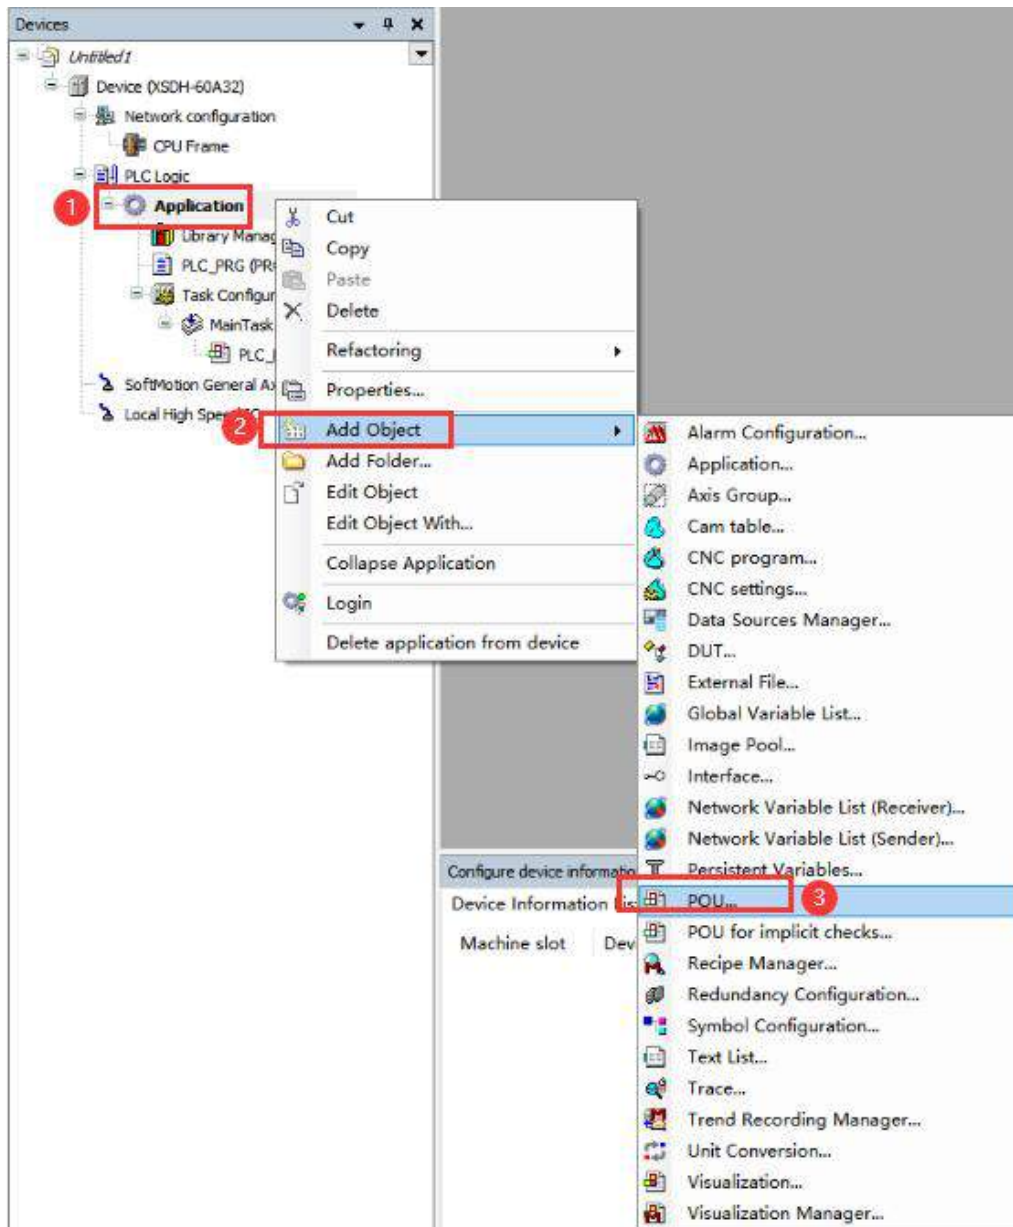 Devices
Untitled1
Device (XSDH-60A32)
Network configuration
CPU Frame
PLC Logic
1
Application
Library Manag
PLC_PRG (PR
Task Configur
MainTask
PLC_
SoftMotion General Ax
Local High Spe
Cut
Copy
Paste
Delete
Refactoring
Properties...
2
Add Object
Add Folder...
Edit Object
Edit Object With...
Collapse Application
Login
Delete application from device
Alarm Configuration...
Application...
Axis Group...
Cam table...
CNC program...
CNC settings...
Data Sources Manager...
DUT...
External File...
Global Variable List...
Image Pool...
Interface...
Network Variable List (Receiver)...
Network Variable List (Sender)...
Persistent Variables...
POU...
3
POU for implicit checks...
Recipe Manager...
Redundancy Configuration...
Symbol Configuration...
Text List...
Trace...
Trend Recording Manager...
Unit Conversion...
Visualization...
Visualization Manager...
Configure device informatio
Device Information Lis
Machine slot Dev